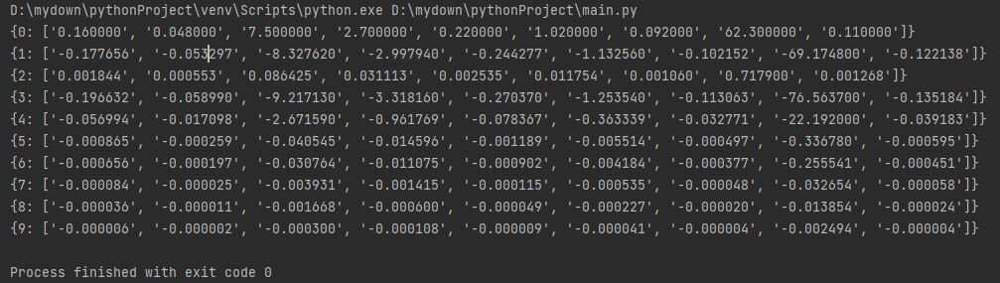 D:\mydown\pythonProject\venv\Scripts\python.exe D:\mydown\pythonProject\main.py
{0: ['0.160000', '0.048000', '7.500000', '2.700000', '0.220000', '1.020000', '0.092000', '62.300000', '0.110000']}
{1: ['-0.177656', '-0.053297', '-8.327620', '-2.997940', '-0.244277', '-1.132560', '-0.102152', '-69.174800', '-0.122138']}
{2: ['0.001844', '0.000553', '0.086425', '0.031113', '0.002535', '0.011754', '0.001060', '0.717900', '0.001268']}
{3: ['-0.196632', '-0.058990', '-9.217130', '-3.318160', '-0.270370', '-1.253540', '-0.113063', '-76.563700', '-0.135184']}
{4: ['-0.056994', '-0.017098', '-2.671590', '-0.961769', '-0.078367', '-0.363339', '-0.032771', '-22.192000', '-0.039183']}
{5: ['-0.000865', '-0.000259', '-0.040545', '-0.014596', '-0.001189', '-0.005514', '-0.000497', '-0.336780', '-0.000595']}
{6: ['-0.000656', '-0.000197', '-0.030764', '-0.011075', '-0.000902', '-0.004184', '-0.000377', '-0.255541', '-0.000451']}
{7: ['-0.000084', '-0.000025', '-0.003931', '-0.001415', '-0.000115', '-0.000535', '-0.000048', '-0.032654', '-0.000058']}
{8: ['-0.000036', '-0.000011', '-0.001668', '-0.000600', '-0.000049', '-0.000227', '-0.000020', '-0.013854', '-0.000024']}
{9: ['-0.000006', '-0.000002', '-0.000300', '-0.000108', '-0.000009', '-0.000041', '-0.000004', '-0.002494', '-0.000004']}
Process finished with exit code 0